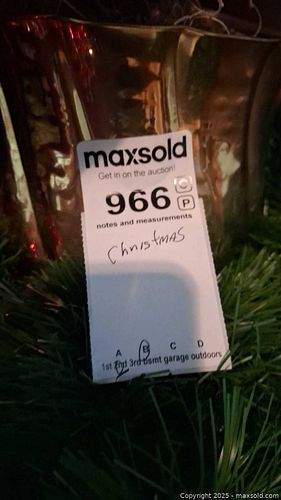 maxsold
Get in on the auction!
966 C P
notes and measurements
Christmas
A B C D
1st 2nd 3rd bsmt garage outdoors
Copyright 2025 - maxsold.com